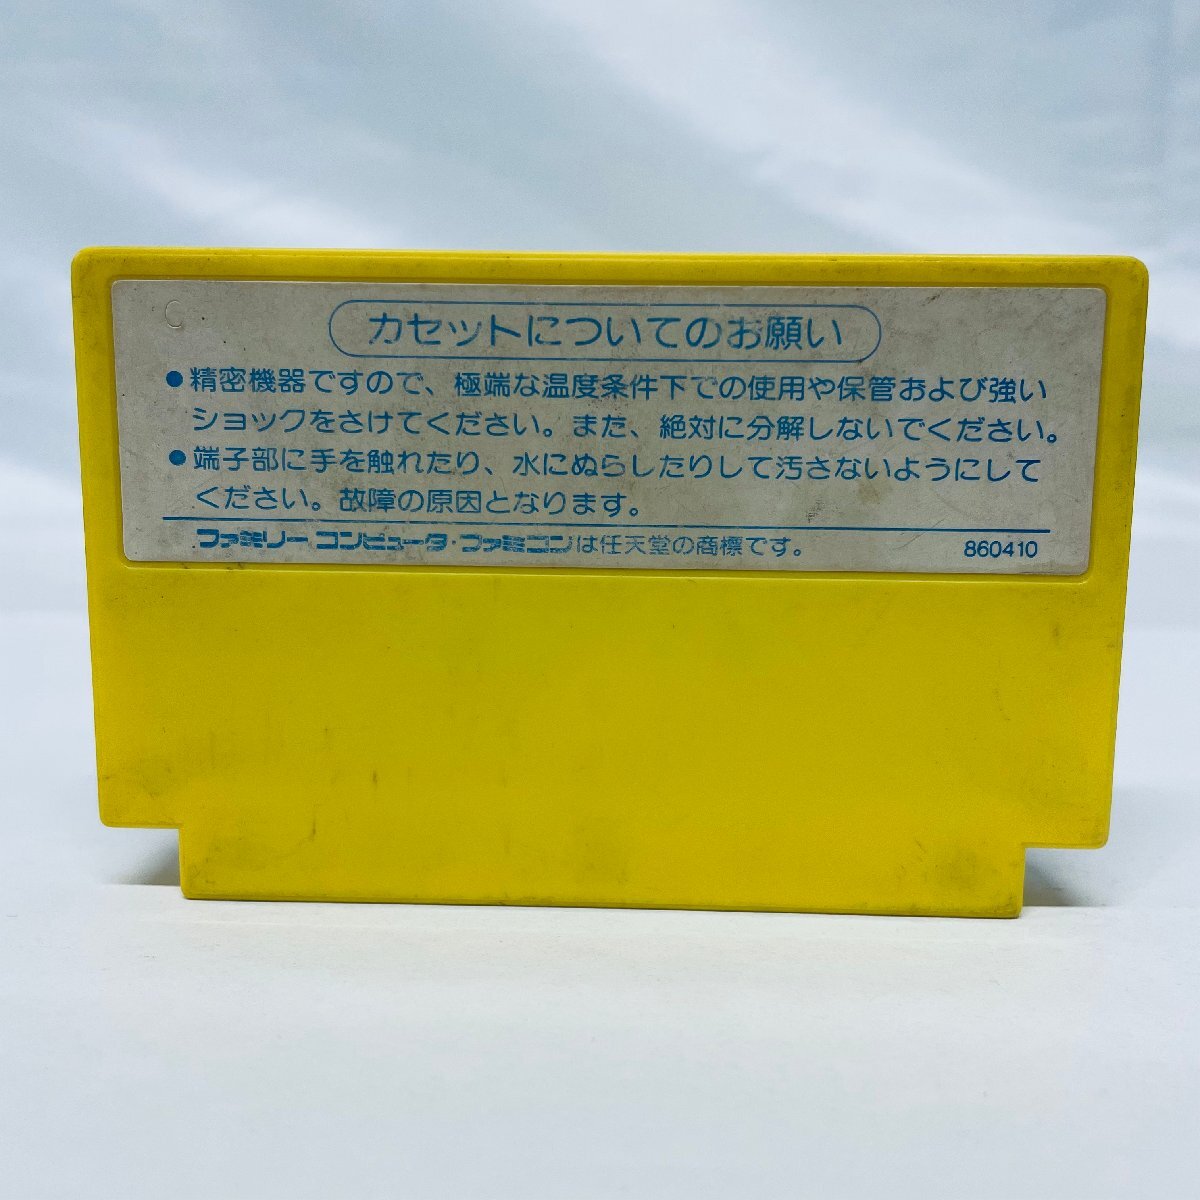 カセットについてのお願い
●精密機器ですので、極端な温度条件下での使用や保管および強い
ショックをさけてください。また、絶対に分解しないでください。
●端子部に手を触れたり、水にぬらしたりして汚さないようにして
ください。故障の原因となります。
ファミリーコンピュータ・ファミコンは任天堂の商標です。 860410